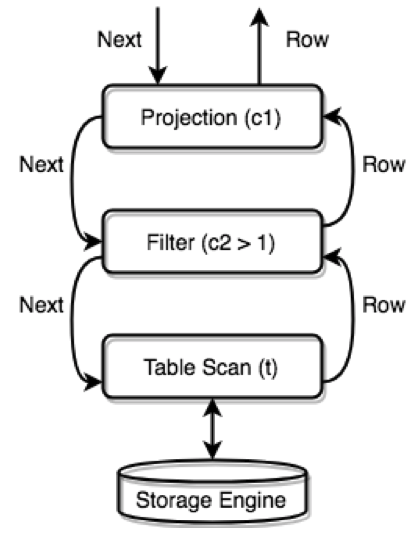 Next
Row
Projection (c1)
Next
Row
Filter (c2 > 1)
Next
Row
Table Scan (t)
Storage Engine